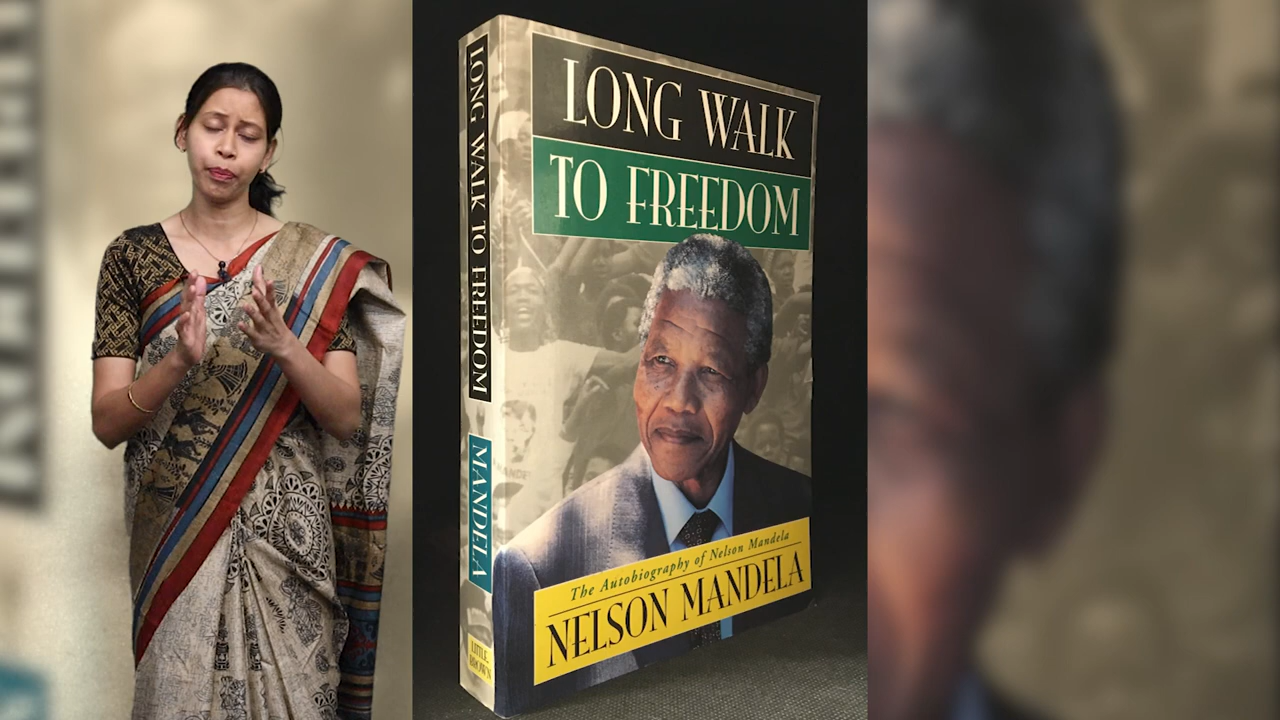 LONG WALK
TO FREEDOM
The Autobiography of Nelson Mandela
NELSON MANDELA
LONG WALK TO FREEDOM
MANDELA
LITTLE,
BROWN